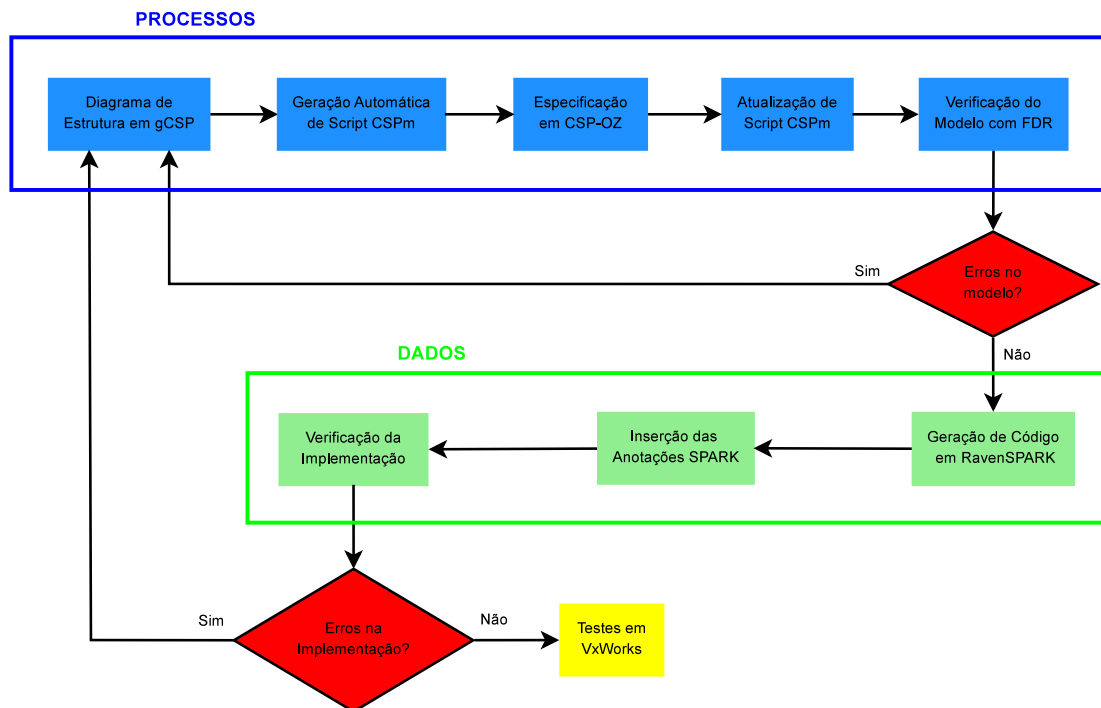 PROCESSOS
Diagrama de
Estrutura em gCSP
Geração Automática
de Script CSPm
Especificação
em CSP-OZ
Atualização de
Script CSPm
Verificação do
Modelo com FDR
Sim
Erros no
modelo?
Não
DADOS
Verificação da
Implementação
Inserção das
Anotações SPARK
Geração de Código
em RavenSPARK
Sim
Erros na
Implementação?
Não
Testes em
VxWorks